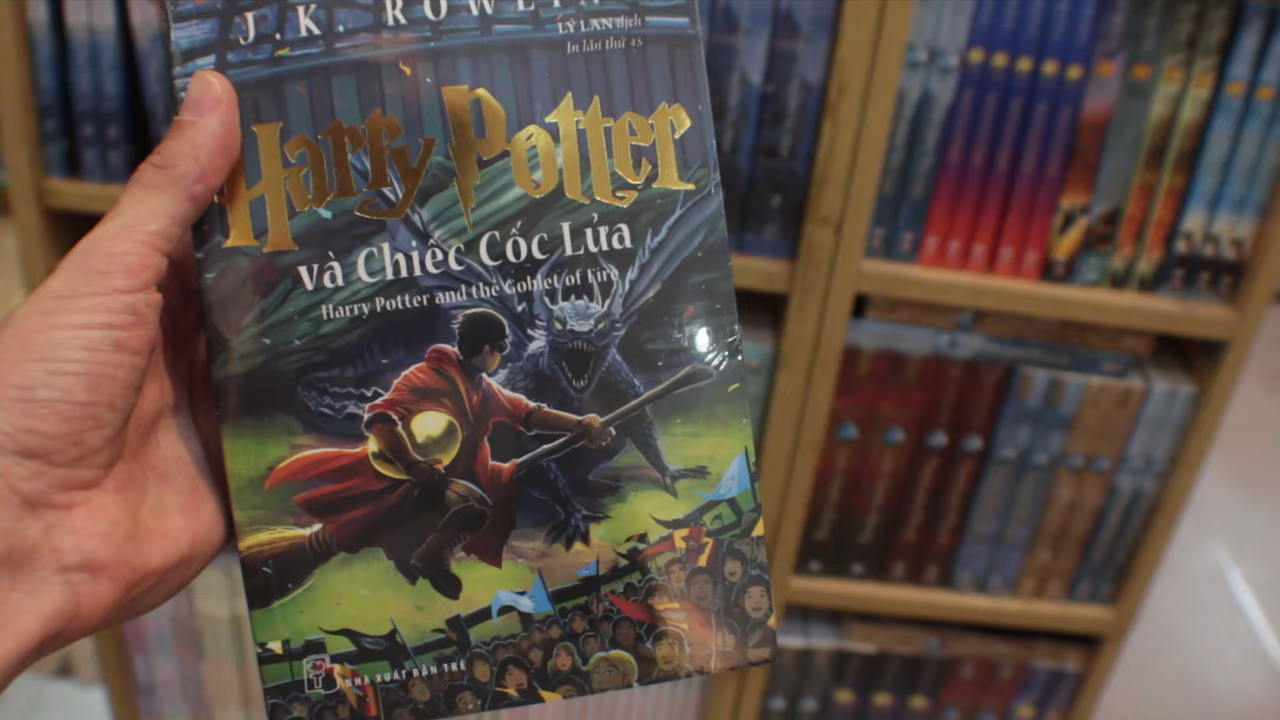 J. K. ROWLIN
LÝ LAN dịch
In lần thứ 45
Harry Potter
và Chiếc Cốc Lửa
Harry Potter and the Goblet of Fire
NHÀ XUẤT BẢN TRẺ